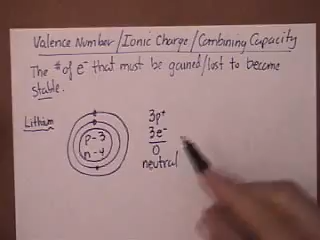 Valence Number/Ionic Charge/Combining Capacity
The # of e⁻ that must be gained/lost to become
stable.
Lithium
p-3
n-4
3p⁺
3e⁻
0
neutral